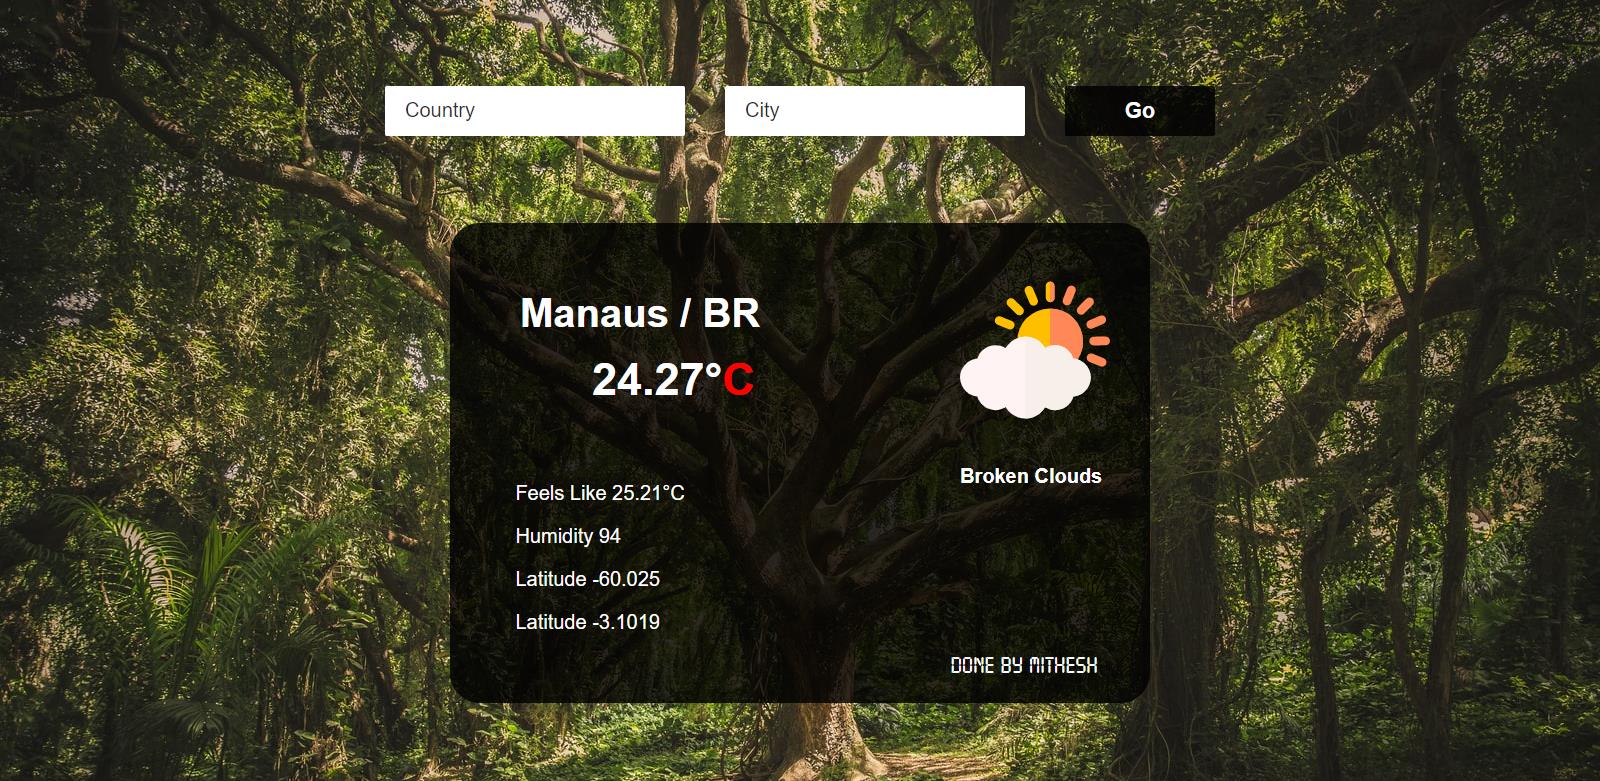 Country
City
Go
Manaus / BR
24.27°C
Broken Clouds
Feels Like 25.21°C
Humidity 94
Latitude -60.025
Latitude -3.1019
DONE BY MITHESH